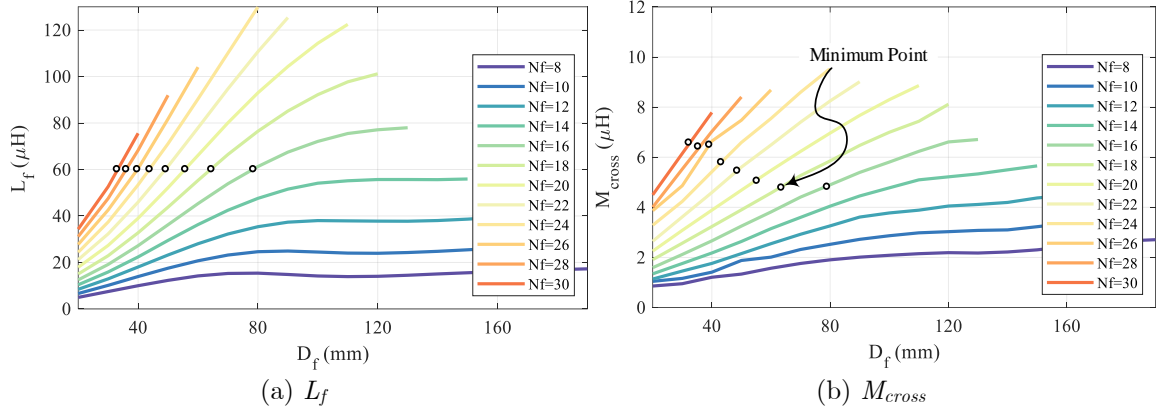 120
100
80
60
40
20
0
40
80
120
160
L_f (μH)
D_f (mm)
Nf=8
Nf=10
Nf=12
Nf=14
Nf=16
Nf=18
Nf=20
Nf=22
Nf=24
Nf=26
Nf=28
Nf=30
(a) L_f
12
10
8
6
4
2
0
40
80
120
160
M_cross (μH)
D_f (mm)
Minimum Point
Nf=8
Nf=10
Nf=12
Nf=14
Nf=16
Nf=18
Nf=20
Nf=22
Nf=24
Nf=26
Nf=28
Nf=30
(b) M_cross